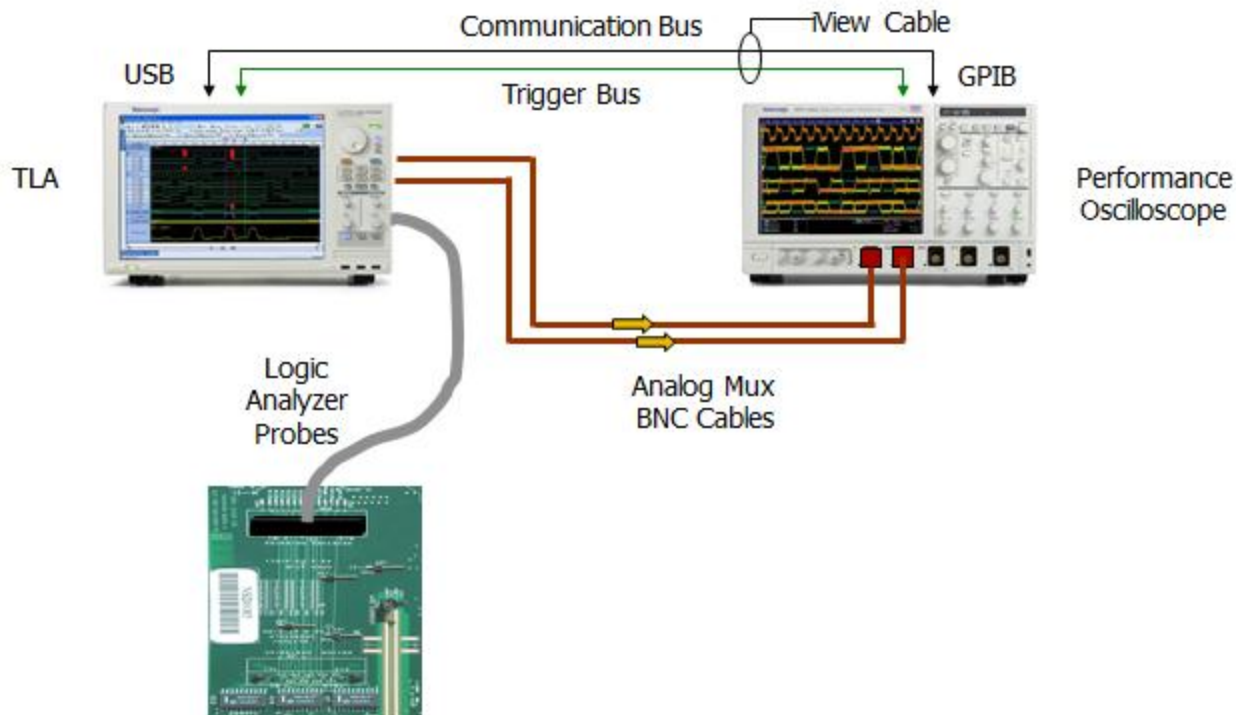 Communication Bus
iView Cable
USB
GPIB
Trigger Bus
TLA
Performance
Oscilloscope
Logic
Analyzer
Probes
Analog Mux
BNC Cables